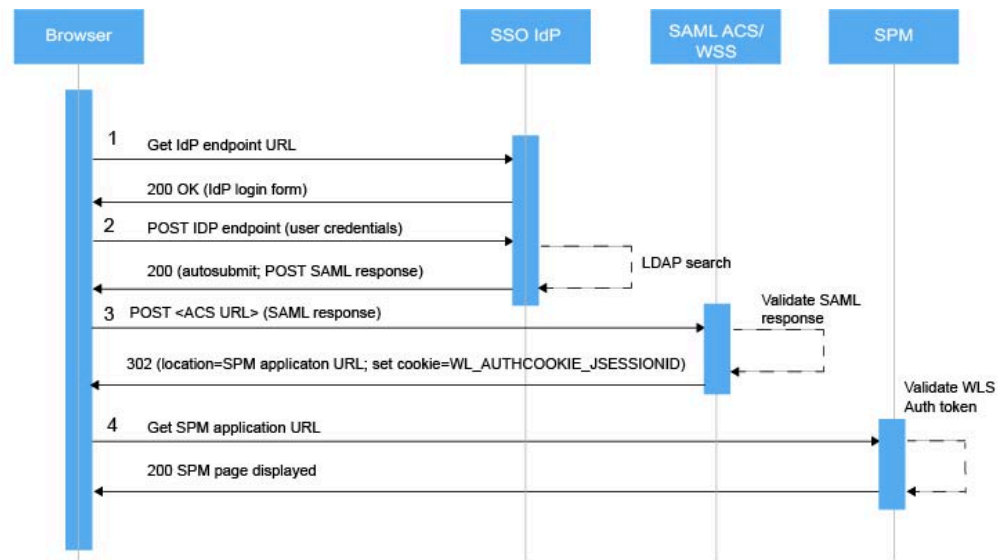 Browser
SSO IdP
SAML ACS/
WSS
SPM
1
Get IdP endpoint URL
200 OK (IdP login form)
2
POST IDP endpoint (user credentials)
LDAP search
200 (autosubmit; POST SAML response)
Validate SAML
response
3
POST <ACS URL> (SAML response)
302 (location=SPM applicaton URL; set cookie=WL_AUTHCOOKIE_JSESSIONID)
Validate WLS
Auth token
4
Get SPM application URL
200 SPM page displayed